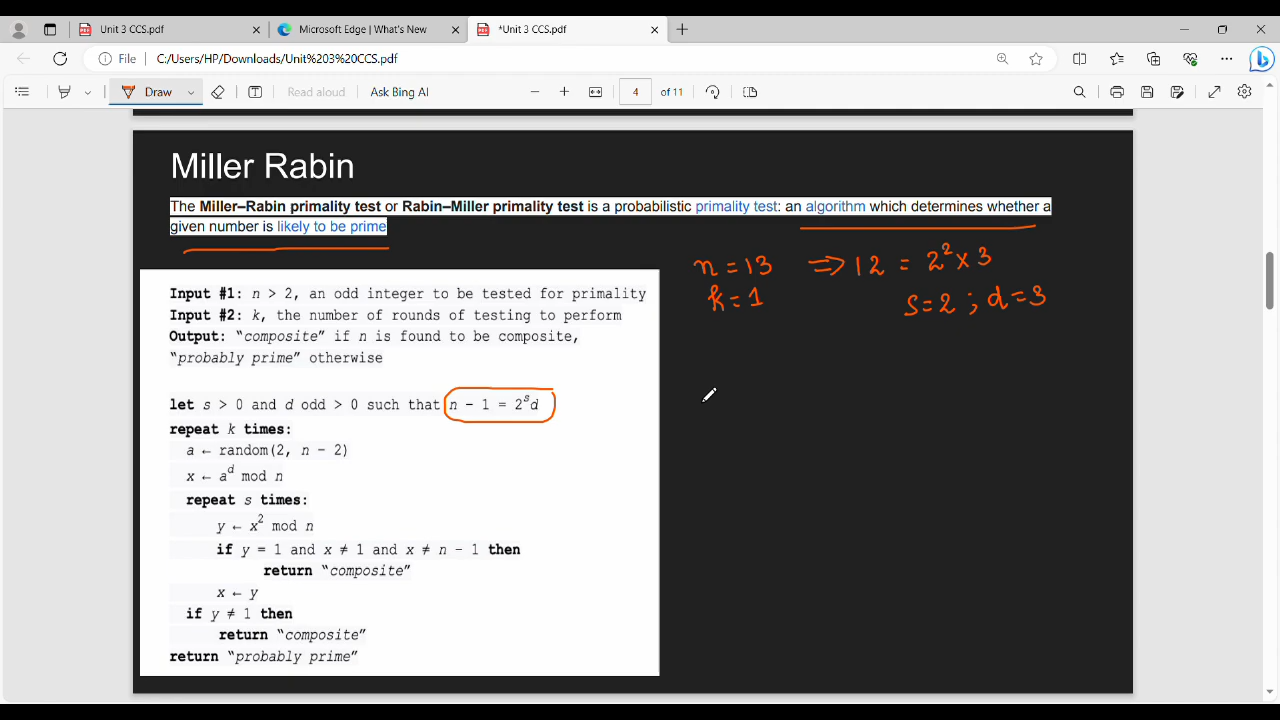 Unit 3 CCS.pdf
Microsoft Edge | What's New
*Unit 3 CCS.pdf
File C:/Users/HP/Downloads/Unit%203%20CCS.pdf
Draw Read aloud Ask Bing AI 4 of 11
Miller Rabin
The Miller–Rabin primality test or Rabin–Miller primality test is a probabilistic primality test: an algorithm which determines whether a
given number is likely to be prime
n = 13 ⇒ 12 = 2² × 3
k = 1 s = 2 ; d = 3
Input #1: n > 2, an odd integer to be tested for primality
Input #2: k, the number of rounds of testing to perform
Output: “composite” if n is found to be composite,
“probably prime” otherwise
let s > 0 and d odd > 0 such that n − 1 = 2ˢd
repeat k times:
a ← random(2, n − 2)
x ← aᵈ mod n
repeat s times:
y ← x² mod n
if y = 1 and x ≠ 1 and x ≠ n − 1 then
return “composite”
x ← y
if y ≠ 1 then
return “composite”
return “probably prime”